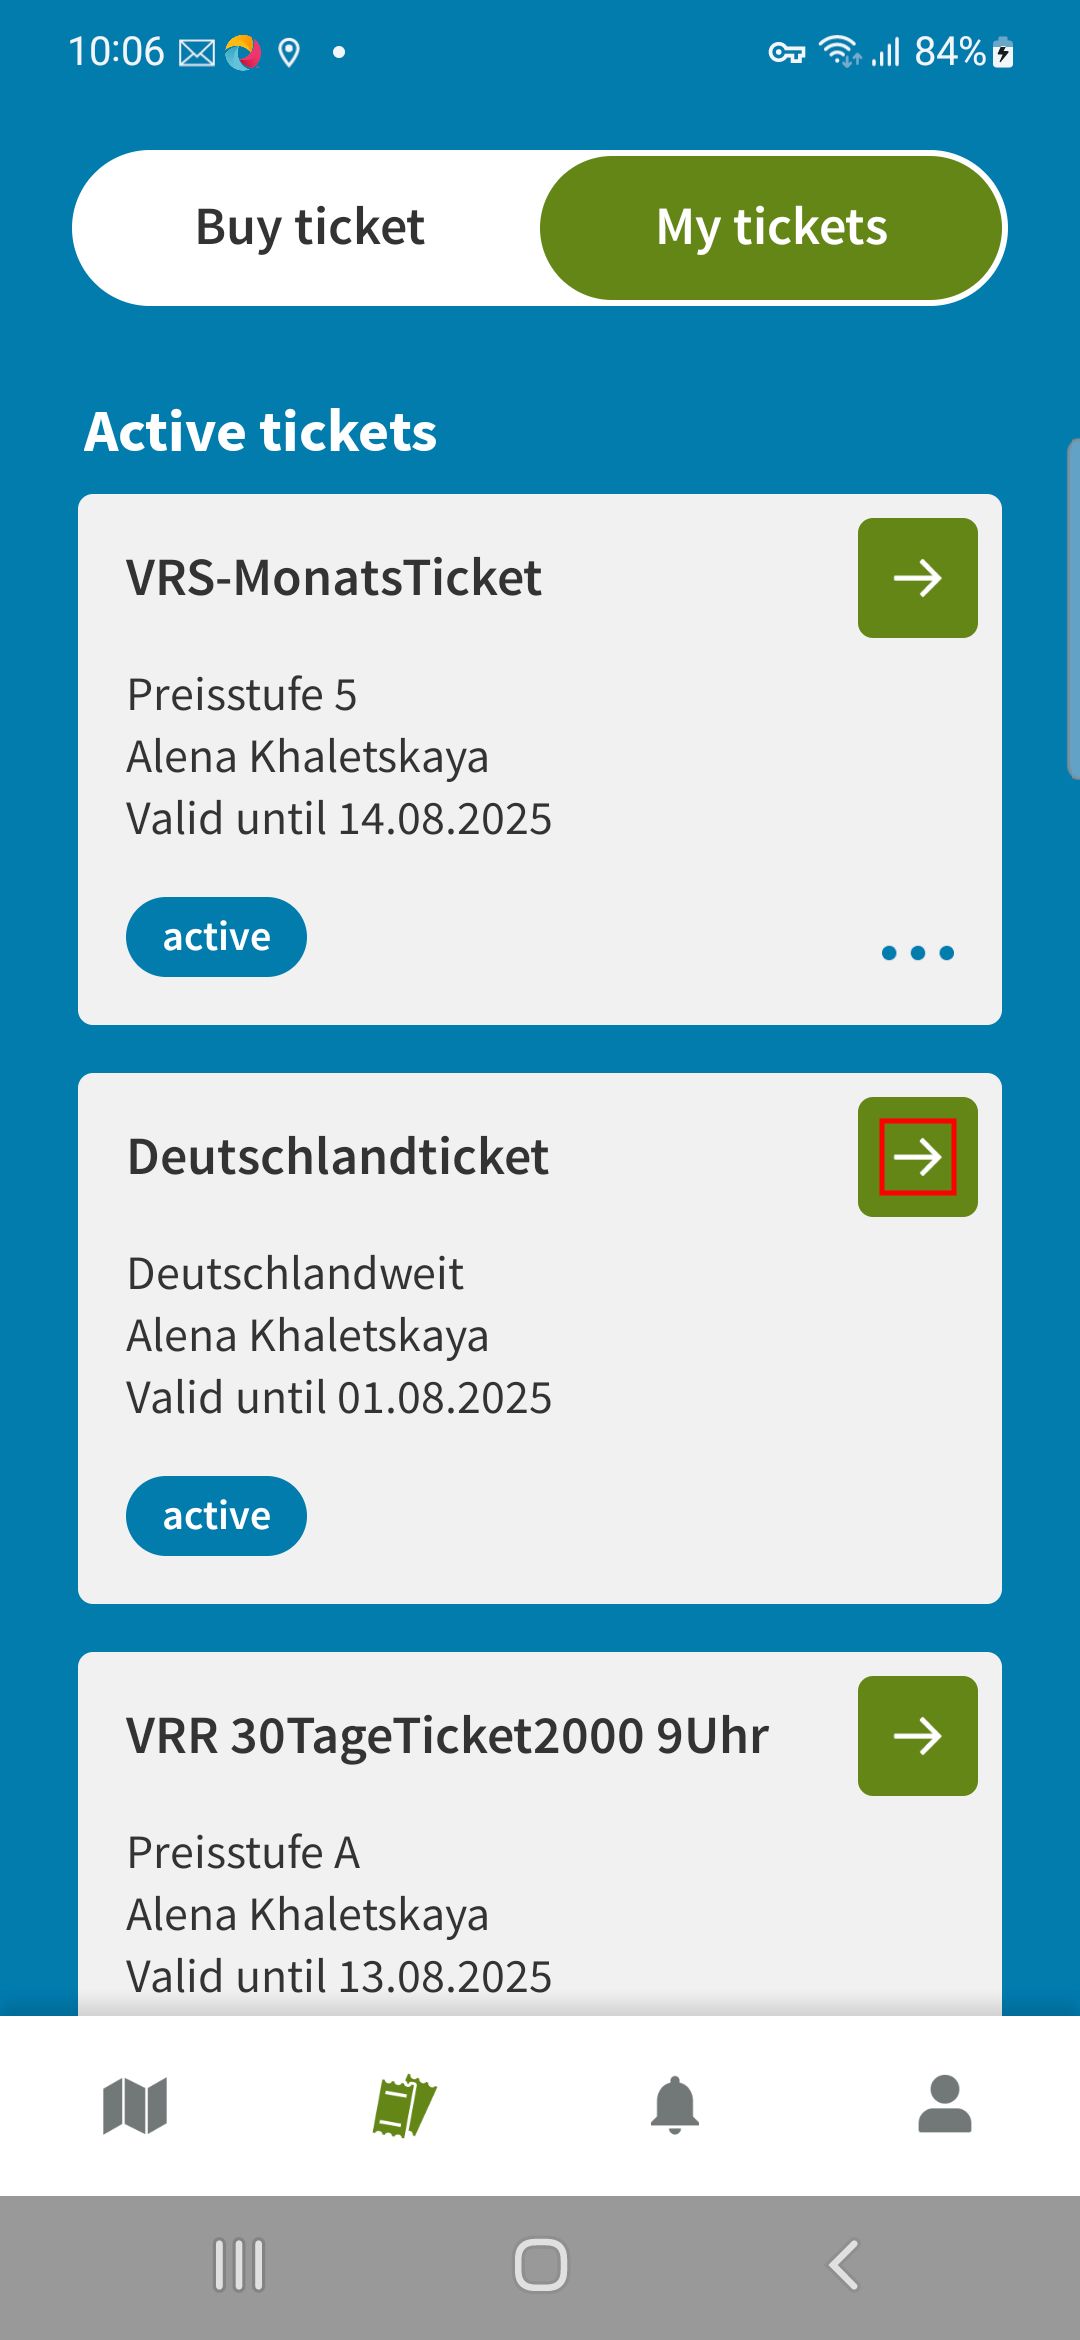 10:06
84%
Buy ticket
My tickets
Active tickets
VRS-MonatsTicket
Preisstufe 5
Alena Khaletskaya
Valid until 14.08.2025
active
Deutschlandticket
Deutschlandweit
Alena Khaletskaya
Valid until 01.08.2025
active
VRR 30TageTicket2000 9Uhr
Preisstufe A
Alena Khaletskaya
Valid until 13.08.2025